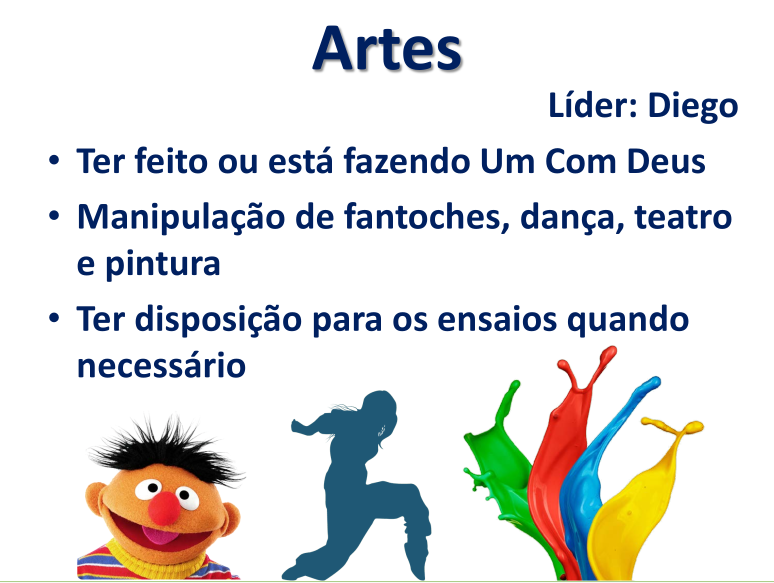 Artes
Líder: Diego
• Ter feito ou está fazendo Um Com Deus
• Manipulação de fantoches, dança, teatro
e pintura
• Ter disposição para os ensaios quando
necessário